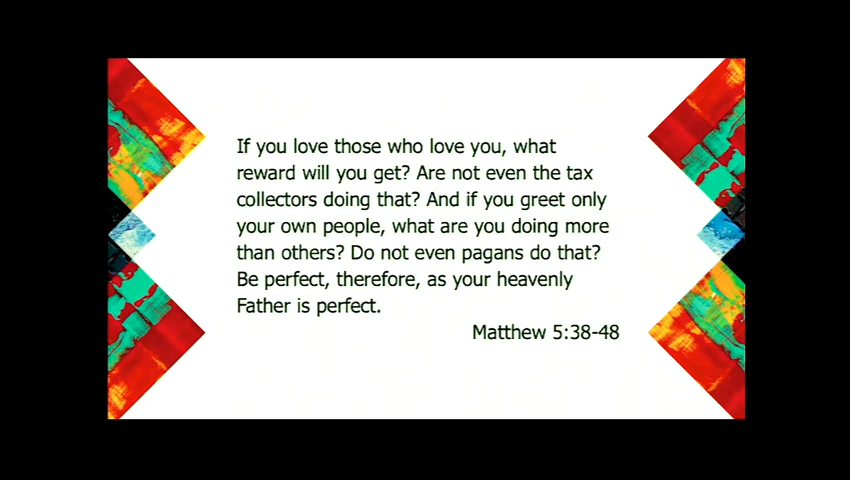 If you love those who love you, what
reward will you get? Are not even the tax
collectors doing that? And if you greet only
your own people, what are you doing more
than others? Do not even pagans do that?
Be perfect, therefore, as your heavenly
Father is perfect.
Matthew 5:38-48